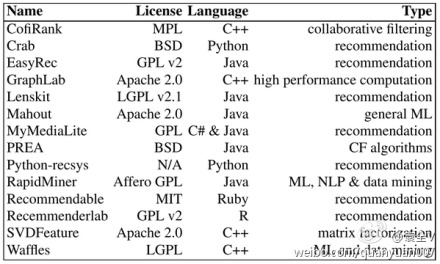 Name License Language Type
CofiRank MPL C++ collaborative filtering
Crab BSD Python recommendation
EasyRec GPL v2 Java recommendation
GraphLab Apache 2.0 C++ high performance computation
Lenskit LGPL v2.1 Java recommendation
Mahout Apache 2.0 Java general ML
MyMediaLite GPL C# & Java recommendation
PREA BSD Java CF algorithms
Python-recsys N/A Python recommendation
RapidMiner Affero GPL Java ML, NLP & data mining
Recommendable MIT Ruby recommendation
Recemmenderlab GPL v2 R recommendation
SVDFeature Apache 2.0 C++ matrix factorization
Waffles LGPL C++ ML and data mining